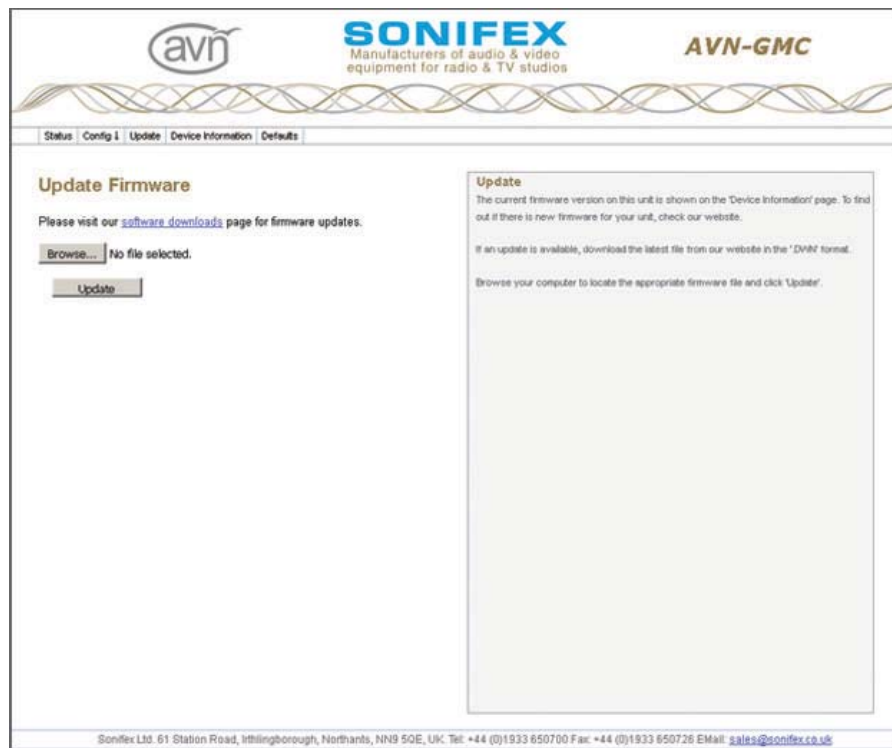 avn
SONIFEX
Manufacturers of audio & video
equipment for radio & TV studios
AVN-GMC
Status Config ↓ Update Device Information Defaults
Update Firmware
Please visit our software downloads page for firmware updates.
Browse... No file selected.
Update
Update
The current firmware version on this unit is shown on the 'Device Information' page. To find
out if there is new firmware for your unit, check our website.
If an update is available, download the latest file from our website in the '.DWN' format.
Browse your computer to locate the appropriate firmware file and click 'Update'.
Sonifex Ltd. 61 Station Road, Irthlingborough, Northants, NN9 5QE, UK. Tel: +44 (0)1933 650700 Fax: +44 (0)1933 650726 EMail: sales@sonifex.co.uk